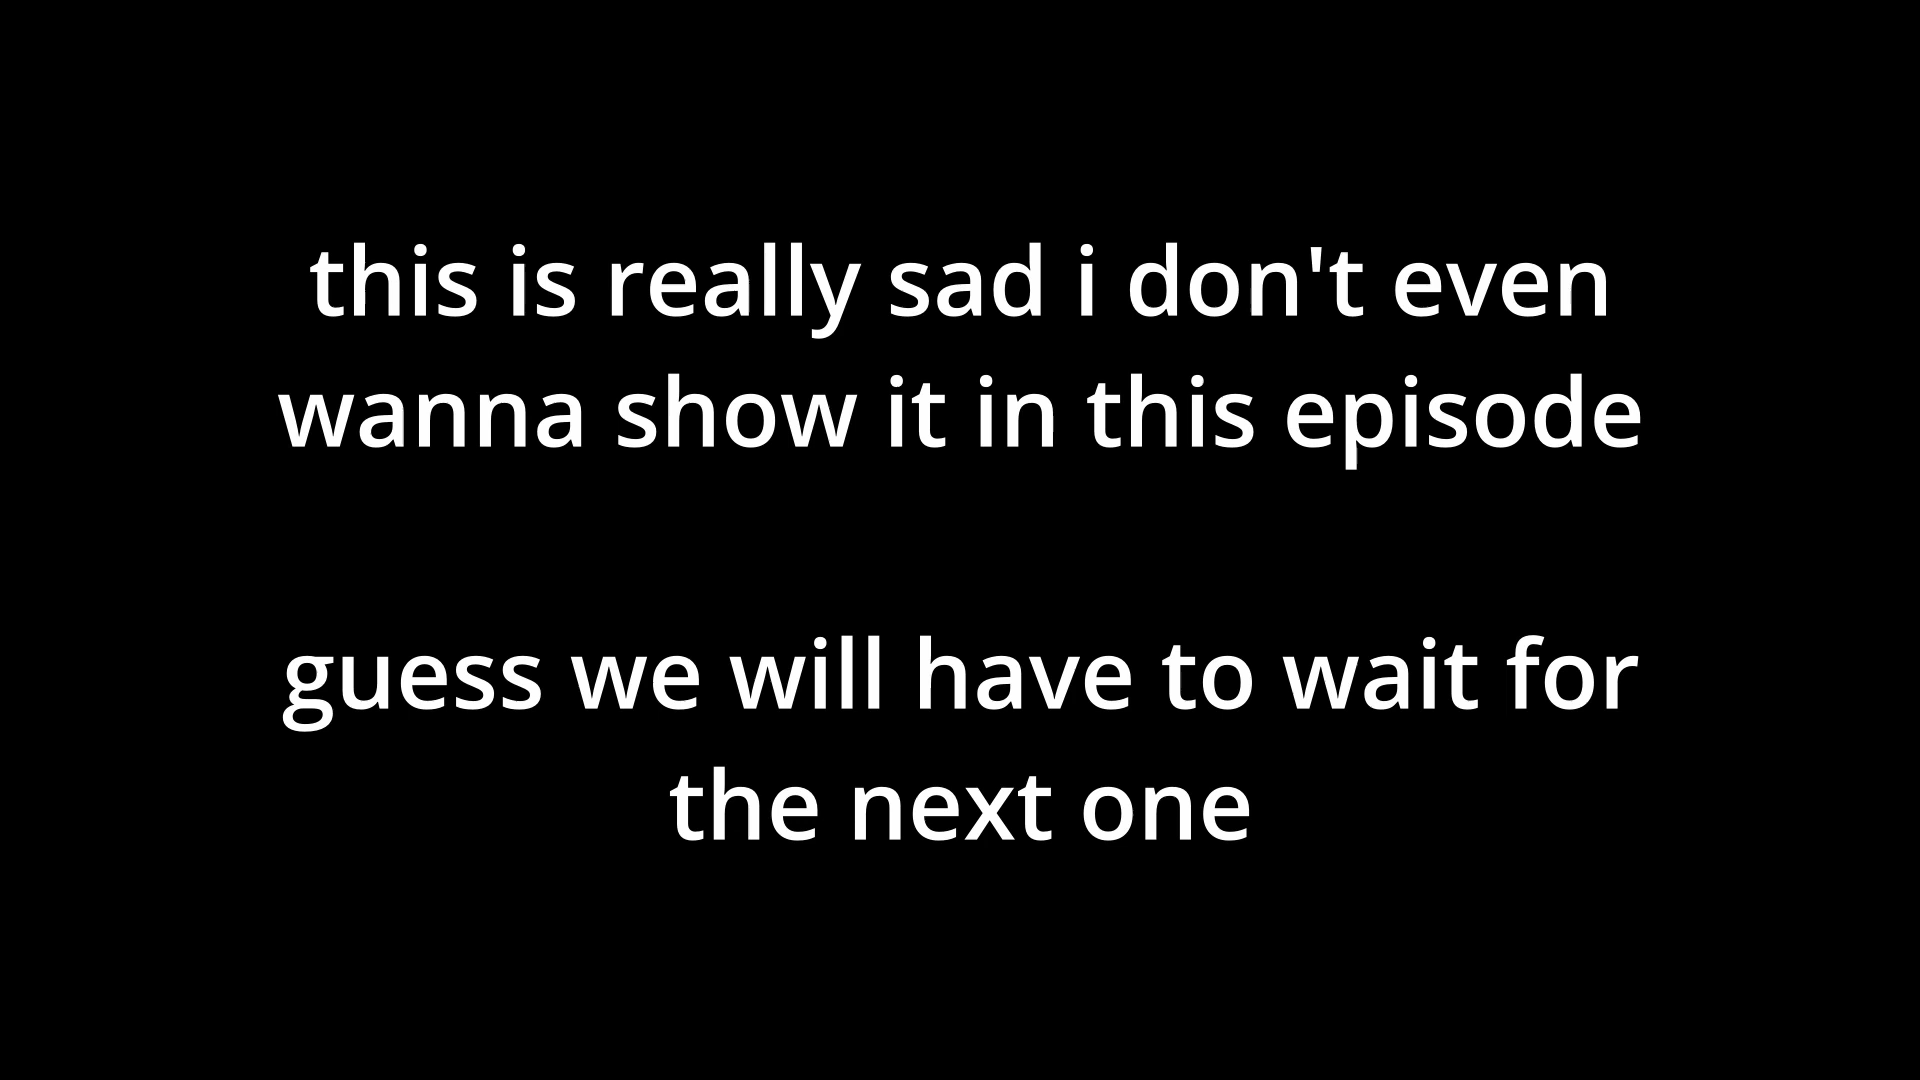 this is really sad i don't even
wanna show it in this episode
guess we will have to wait for
the next one